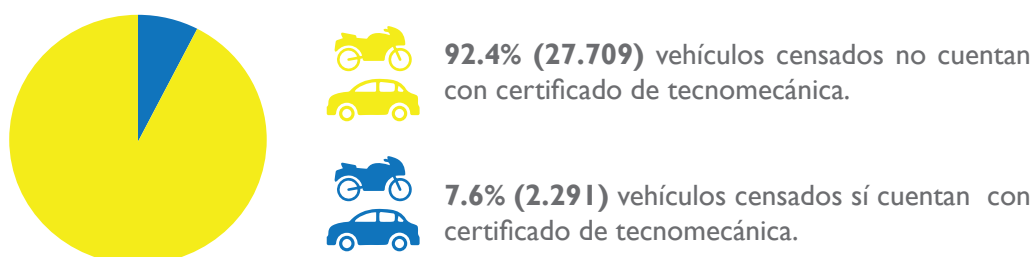 92.4% (27.709) vehículos censados no cuentan
con certificado de tecnomecánica.
7.6% (2.291) vehículos censados sí cuentan con
certificado de tecnomecánica.